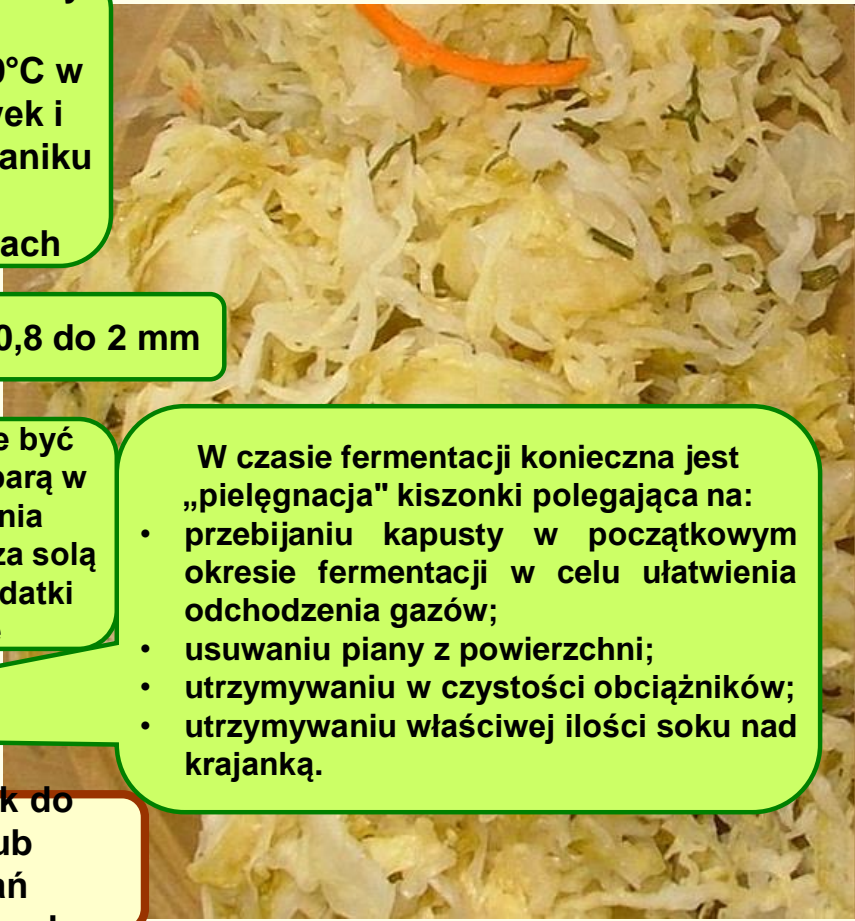 0°C w
ek i
aniku
ach
0,8 do 2 mm
e być
parą w
nia
za solą
datki
W czasie fermentacji konieczna jest
„pielęgnacja" kiszonki polegająca na:
• przebijaniu kapusty w początkowym
okresie fermentacji w celu ułatwienia
odchodzenia gazów;
• usuwaniu piany z powierzchni;
• utrzymywaniu w czystości obciążników;
• utrzymywaniu właściwej ilości soku nad
krajanką.
k do
ub
ań